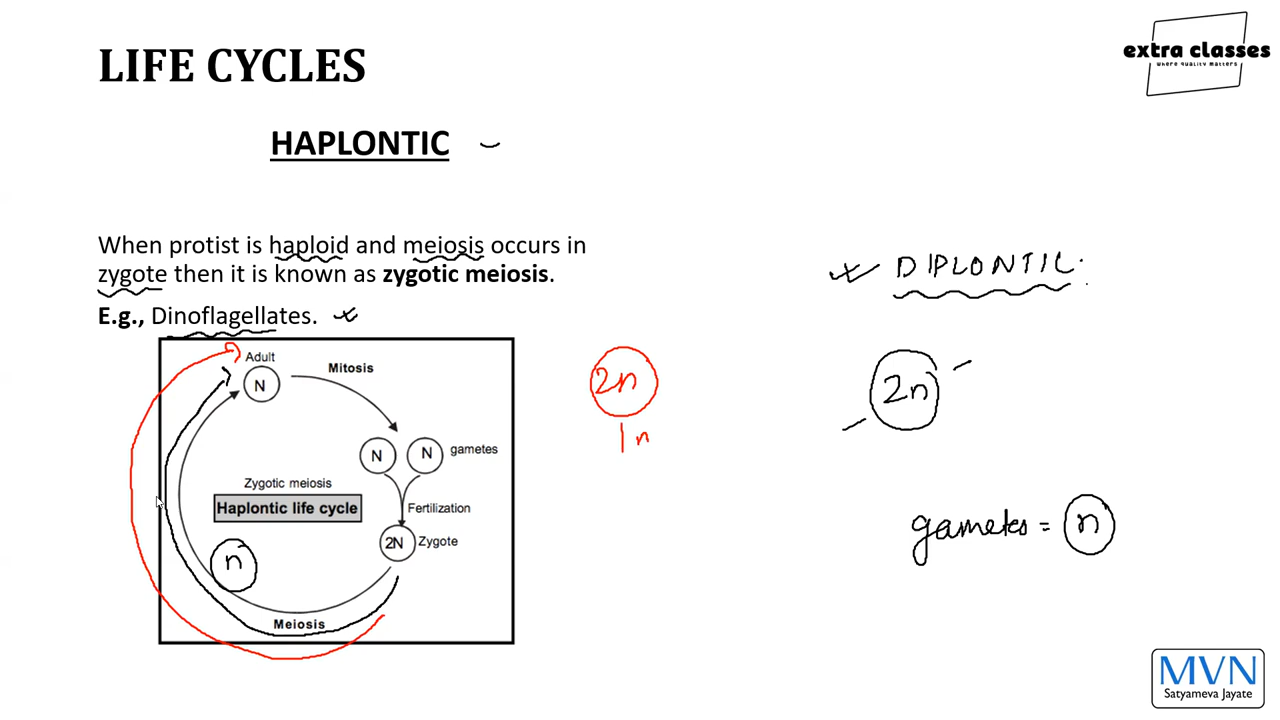 LIFE CYCLES
extra classes
where quality matters
HAPLONTIC
When protist is haploid and meiosis occurs in
zygote then it is known as zygotic meiosis.
E.g., Dinoflagellates.
DIPLONTIC
Adult
N
Mitosis
N N gametes
Zygotic meiosis
Haplontic life cycle
Fertilization
2N Zygote
n
Meiosis
2n
1n
2n
gametes = n
MVN
Satyameva Jayate